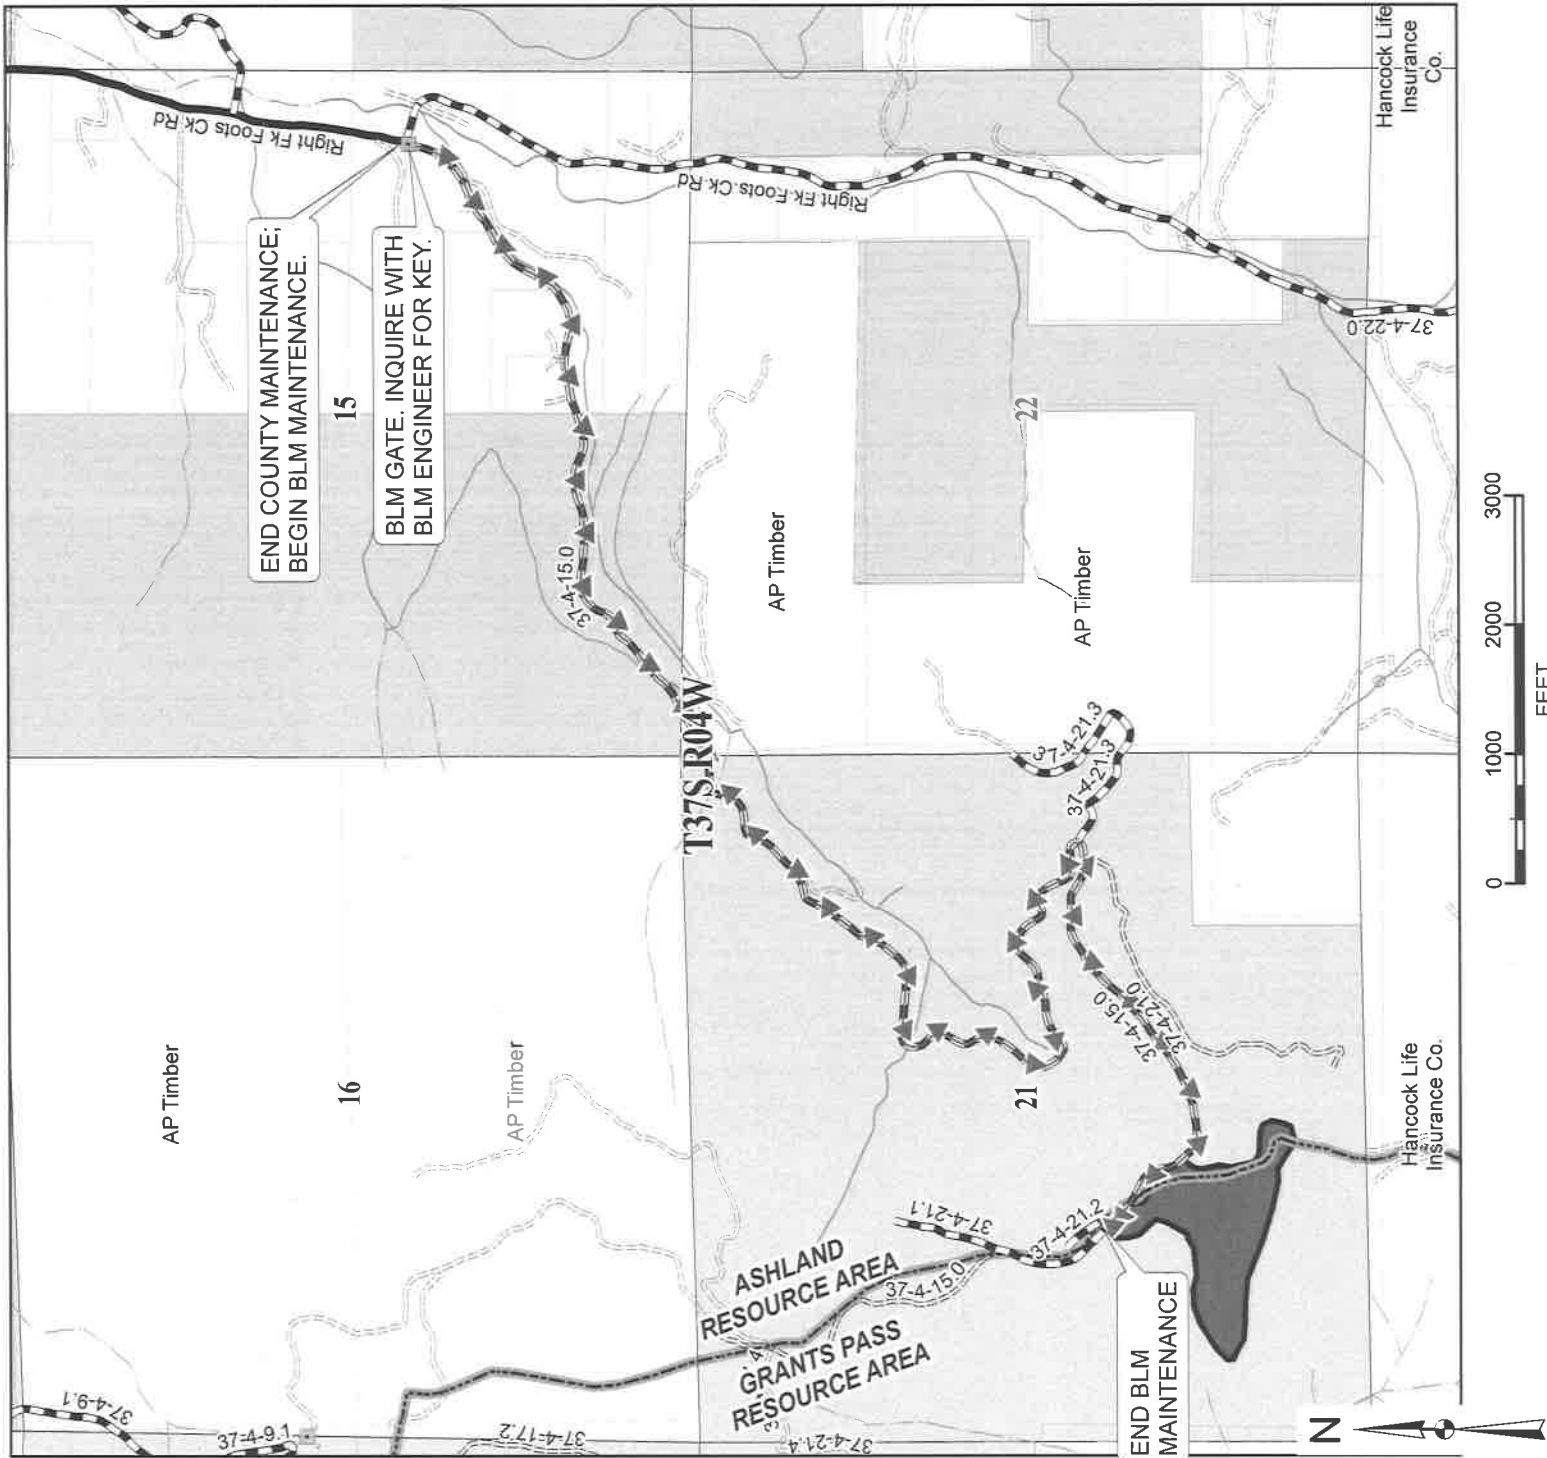 Right Fk Foots Ck Rd
END COUNTY MAINTENANCE;
BEGIN BLM MAINTENANCE.
BLM GATE. INQUIRE WITH
BLM ENGINEER FOR KEY.
15
37-4-15.0
Right Fk Foots Ck Rd
37-4-22.0
Hancock Life
Insurance
Co.
22
AP Timber
AP Timber
T37S.R04W
37-4-21.3
37-4-21.3
AP Timber
16
AP Timber
21
37-4-15.0
37-4-21.0
37-4-21.1
37-4-21.2
37-4-15.0
ASHLAND
RESOURCE AREA
GRANTS PASS
RESOURCE AREA
37-4-9.1
37-4-9.1
37-4-17.2
37-4-21.4
END BLM
MAINTENANCE
Hancock Life
Insurance Co.
N
0 1000 2000 3000
FEET